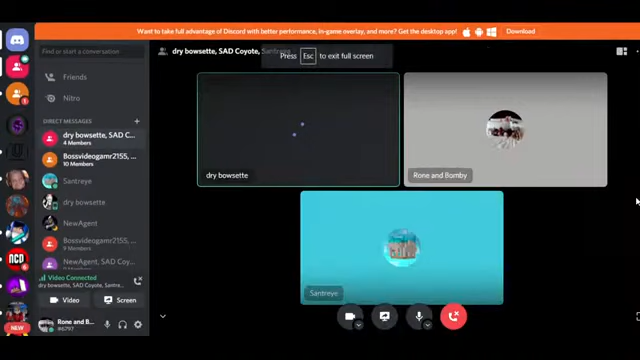 Want to take full advantage of Discord with better performance, in-game overlay, and more? Get the desktop app!
Download
Find or start a conversation
Friends
Nitro
DIRECT MESSAGES
dry bowsette, SAD C...
4 Members
Bossvideogamr2155, ...
10 Members
Santreye
dry bowsette
NewAgent
Bossvideogamr2155, ...
NewAgent, SAD Coy...
Video Connected
dry bowsette, SAD Coyote, Santre...
Video
Screen
Rone and B...
#6797
NCD
NEW
dry bowsette, SAD Coyote, Santreye
Press Esc to exit full screen
dry bowsette
Rone and Bomby
Santreye